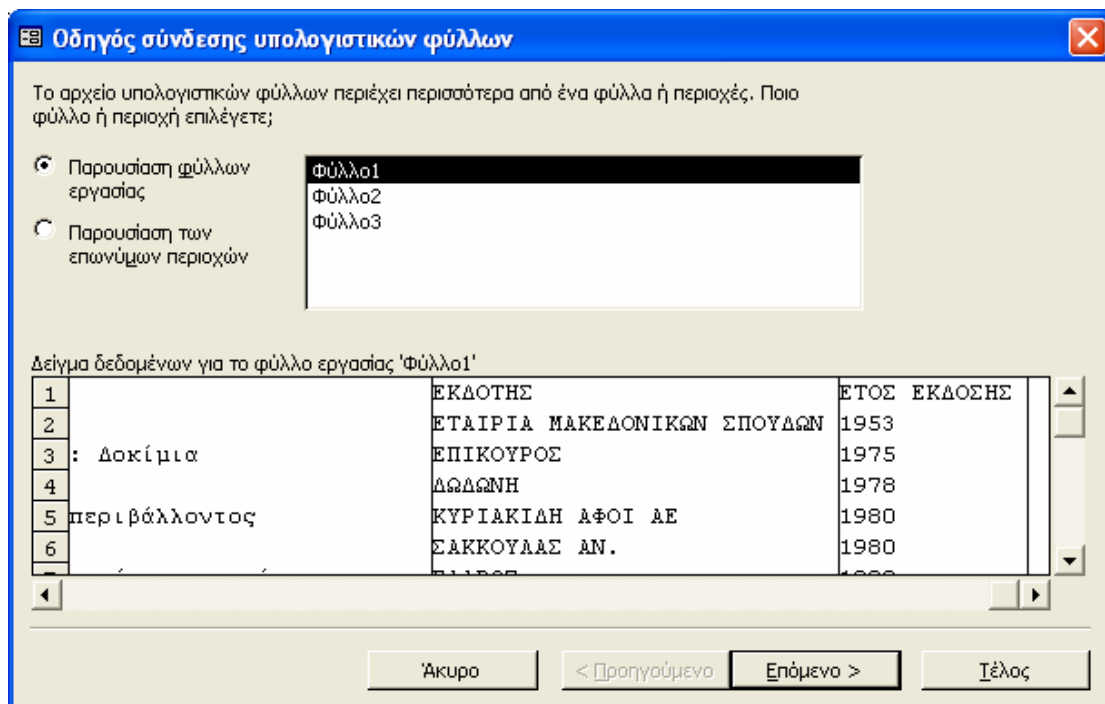 Οδηγός σύνδεσης υπολογιστικών φύλλων
Το αρχείο υπολογιστικών φύλλων περιέχει περισσότερα από ένα φύλλα ή περιοχές. Ποιο
φύλλο ή περιοχή επιλέγετε;
Παρουσίαση φύλλων
εργασίας
Παρουσίαση των
επωνύμων περιοχών
Φύλλο1
Φύλλο2
Φύλλο3
Δείγμα δεδομένων για το φύλλο εργασίας 'Φύλλο1'
1 ΕΚΔΟΤΗΣ ΕΤΟΣ ΕΚΔΟΣΗΣ
2 ΕΤΑΙΡΙΑ ΜΑΚΕΔΟΝΙΚΩΝ ΣΠΟΥΔΩΝ 1953
3 : Δοκίμια ΕΠΙΚΟΥΡΟΣ 1975
4 ΔΩΔΩΝΗ 1978
5 περιβάλλοντος ΚΥΡΙΑΚΙΔΗ ΑΦΟΙ ΑΕ 1980
6 ΣΑΚΚΟΥΛΑΣ ΑΝ. 1980
Άκυρο < Προηγούμενο Επόμενο > Τέλος